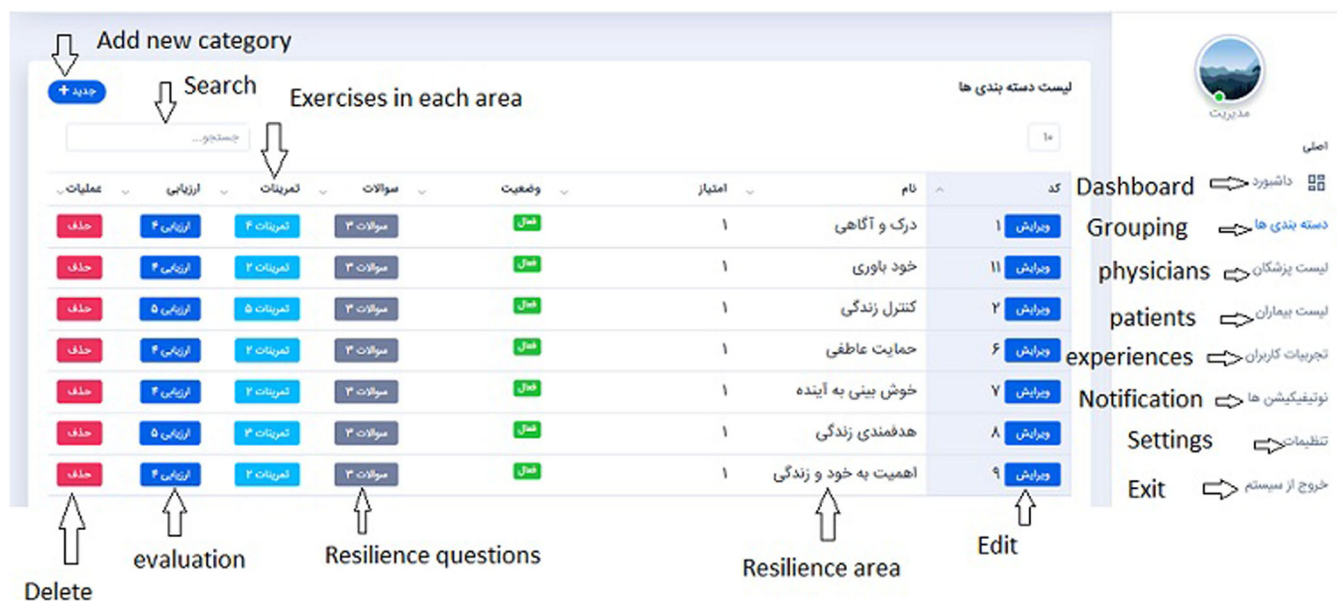 Add new category
جدید +
Search
Exercises in each area
لیست دسته بندی ها
جستجو...
۱۰
کد نام امتیاز وضعیت سوالات تمرینات ارزیابی عملیات
ویرایش ۱ درک و آگاهی ۱ فعال سوالات ۳ تمرینات ۴ ارزیابی ۴ حذف
ویرایش ۱۱ خود باوری ۱ فعال سوالات ۳ تمرینات ۲ ارزیابی ۴ حذف
ویرایش ۲ کنترل زندگی ۱ فعال سوالات ۳ تمرینات ۵ ارزیابی ۵ حذف
ویرایش ۶ حمایت عاطفی ۱ فعال سوالات ۳ تمرینات ۲ ارزیابی ۴ حذف
ویرایش ۷ خوش بینی به آینده ۱ فعال سوالات ۳ تمرینات ۲ ارزیابی ۴ حذف
ویرایش ۸ هدفمندی زندگی ۱ فعال سوالات ۳ تمرینات ۳ ارزیابی ۵ حذف
ویرایش ۹ اهمیت به خود و زندگی ۱ فعال سوالات ۳ تمرینات ۲ ارزیابی ۴ حذف
Delete
evaluation
Resilience questions
Resilience area
Edit
مدیریت
اصلی
Dashboard داشبورد
Grouping دسته بندی ها
physicians لیست پزشکان
patients لیست بیماران
experiences تجربیات کاربران
Notification نوتیفیکیشن ها
Settings تنظیمات
Exit خروج از سیستم